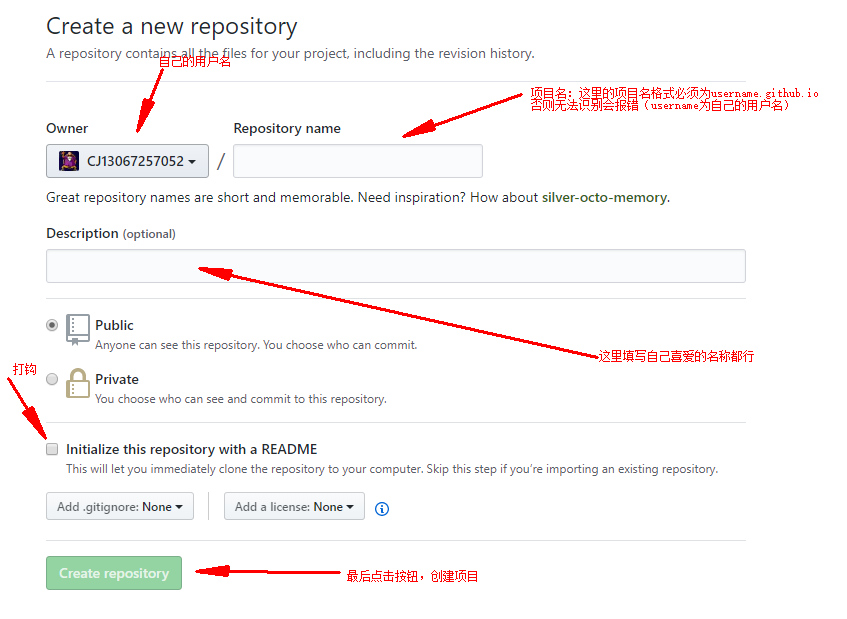 Create a new repository
A repository contains all the files for your project, including the revision history.
自己的用户名
项目名：这里的项目名格式必须为username.github.io
否则无法识别会报错（username为自己的用户名）
Owner
Repository name
CJ13067257052
/
Great repository names are short and memorable. Need inspiration? How about silver-octo-memory.
Description (optional)
Public
Anyone can see this repository. You choose who can commit.
这里填写自己喜爱的名称都行
打钩
Private
You choose who can see and commit to this repository.
Initialize this repository with a README
This will let you immediately clone the repository to your computer. Skip this step if you’re importing an existing repository.
Add .gitignore: None
Add a license: None
i
Create repository
最后点击按钮，创建项目